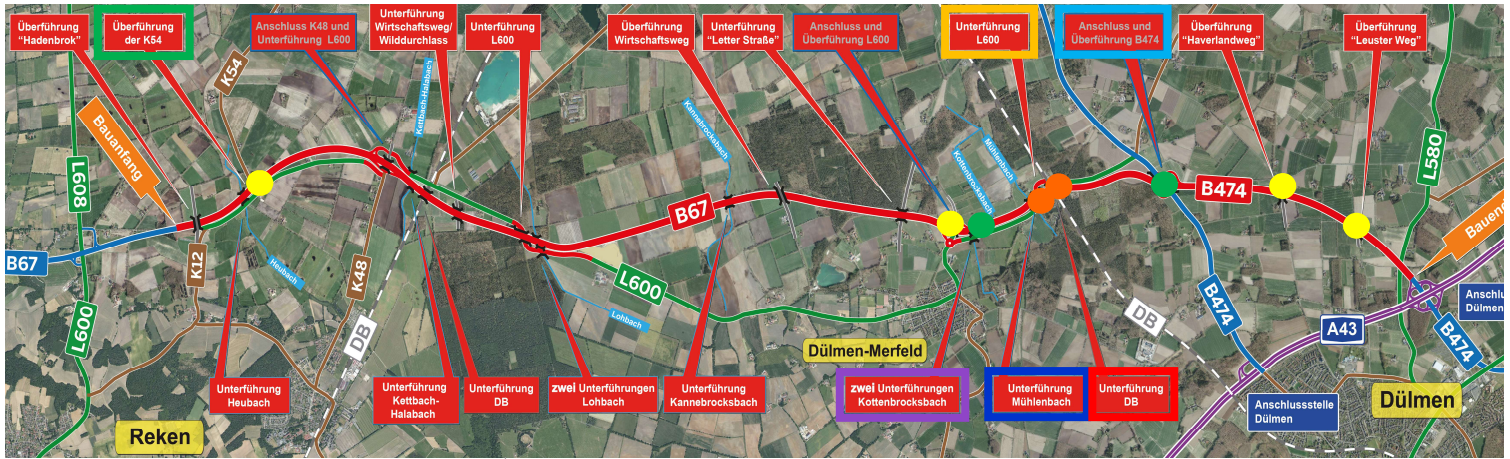 Überführung
"Hadenbrok"
Überführung
der K54
Anschluss K48 und
Unterführung L600
Unterführung
Wirtschaftsweg/
Wilddurchlass
Unterführung
L600
Überführung
Wirtschaftsweg
Unterführung
"Letter Straße"
Anschluss und
Überführung L600
Unterführung
L600
Anschluss und
Überführung B474
Überführung
"Haverlandweg"
Überführung
"Leuster Weg"
K54
Kettbach-Halabach
Kannebrocksbach
Mühlenbach
Kottenbrocksbach
L580
Bauanfang
L608
B67
B474
B67
K12
Heubach
K48
L600
Lohbach
DB
B474
Bauend
Anschlu
Dülmen
L600
DB
A43
B474
Dülmen-Merfeld
Unterführung
Heubach
Unterführung
Kettbach-
Halabach
Unterführung
DB
zwei Unterführungen
Lohbach
Unterführung
Kannebrocksbach
zwei Unterführungen
Kottenbrocksbach
Unterführung
Mühlenbach
Unterführung
DB
Anschlussstelle
Dülmen
Dülmen
Reken